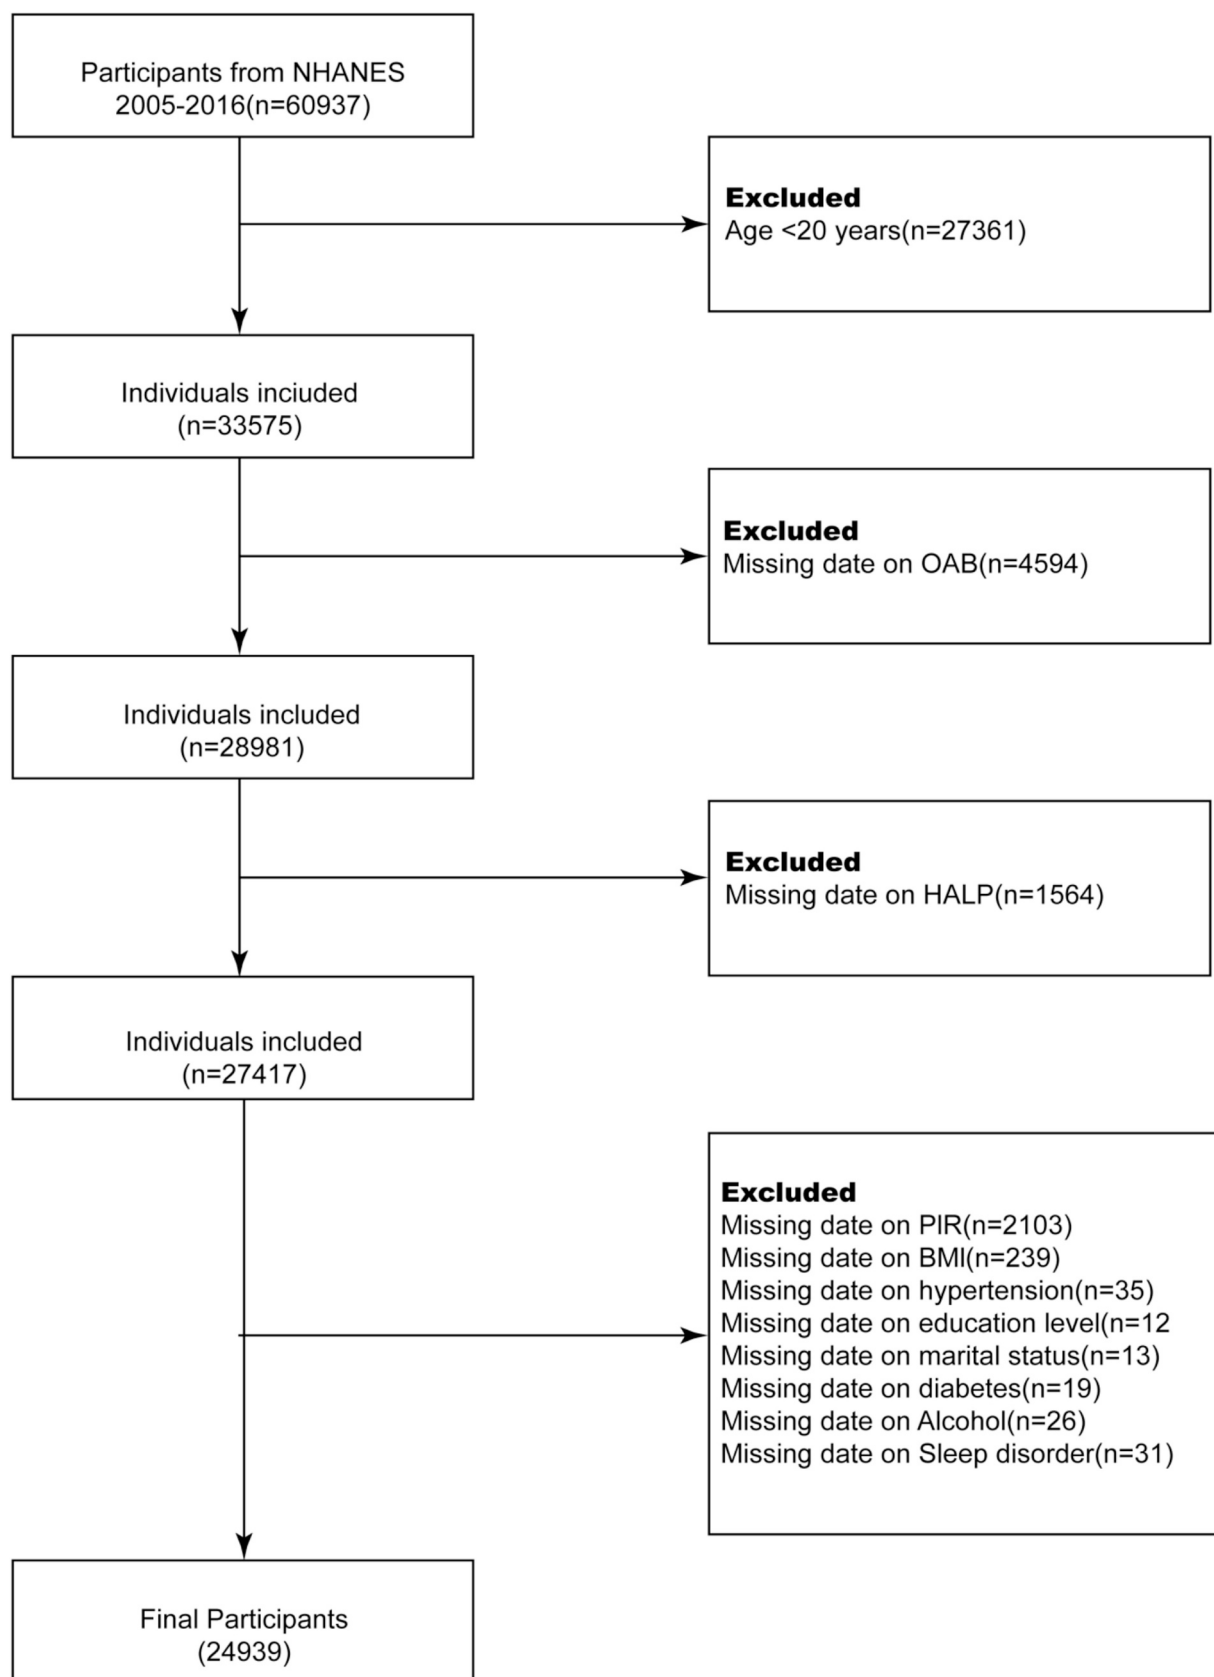 Participants from NHANES
2005-2016(n=60937)
Excluded
Age <20 years(n=27361)
Individuals inciuded
(n=33575)
Excluded
Missing date on OAB(n=4594)
Individuals included
(n=28981)
Excluded
Missing date on HALP(n=1564)
Individuals included
(n=27417)
Excluded
Missing date on PIR(n=2103)
Missing date on BMI(n=239)
Missing date on hypertension(n=35)
Missing date on education level(n=12
Missing date on marital status(n=13)
Missing date on diabetes(n=19)
Missing date on Alcohol(n=26)
Missing date on Sleep disorder(n=31)
Final Participants
(24939)